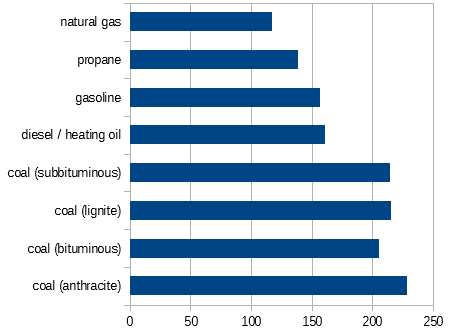 natural gas
propane
gasoline
diesel / heating oil
coal (subbituminous)
coal (lignite)
coal (bituminous)
coal (anthracite)
0 50 100 150 200 250